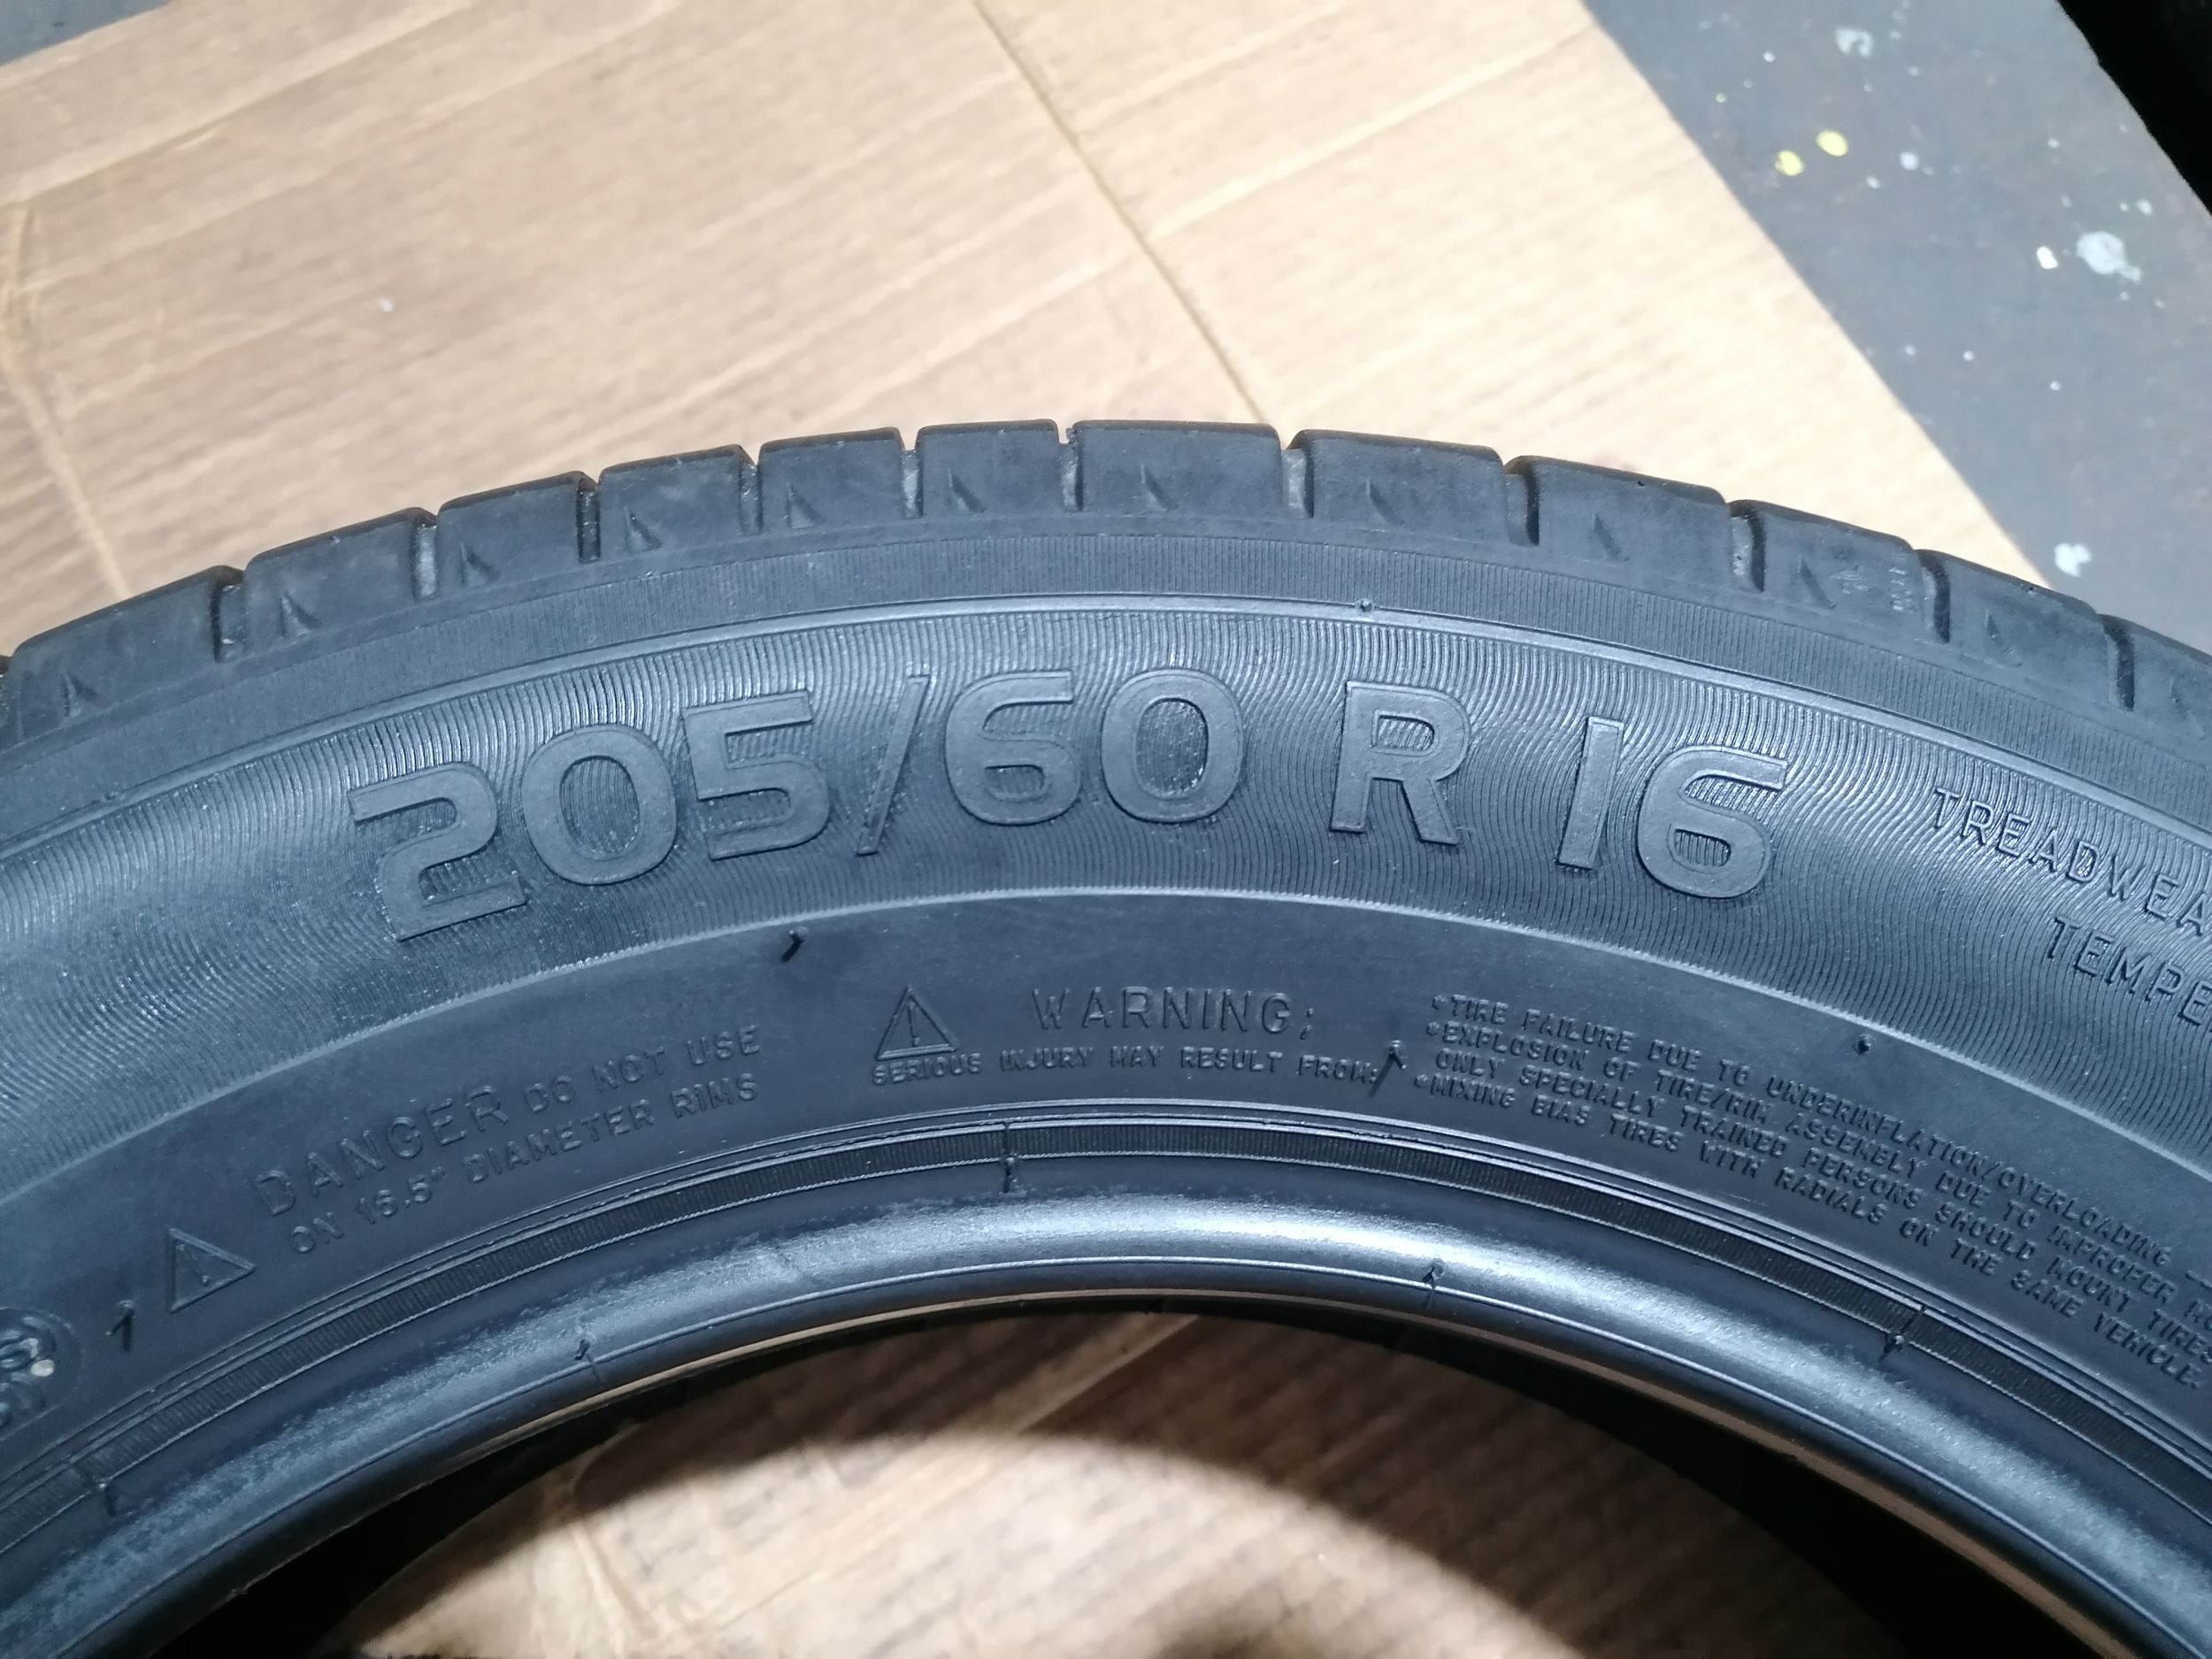 205/60 R 16
TREADWEA
TEMPE
DANGER DO NOT USE
ON 16.5" DIAMETER RIMS
WARNING;
SERIOUS INJURY MAY RESULT FROM:
•TIRE FAILURE DUE TO UNDERINFLATION/OVERLOADING
•EXPLOSION OF TIRE/RIM ASSEMBLY DUE TO IMPROPER
ONLY SPECIALLY TRAINED PERSONS SHOULD MOUNT TIRES
•MIXING BIAS TIRES WITH RADIALS ON THE SAME VEHICLE.